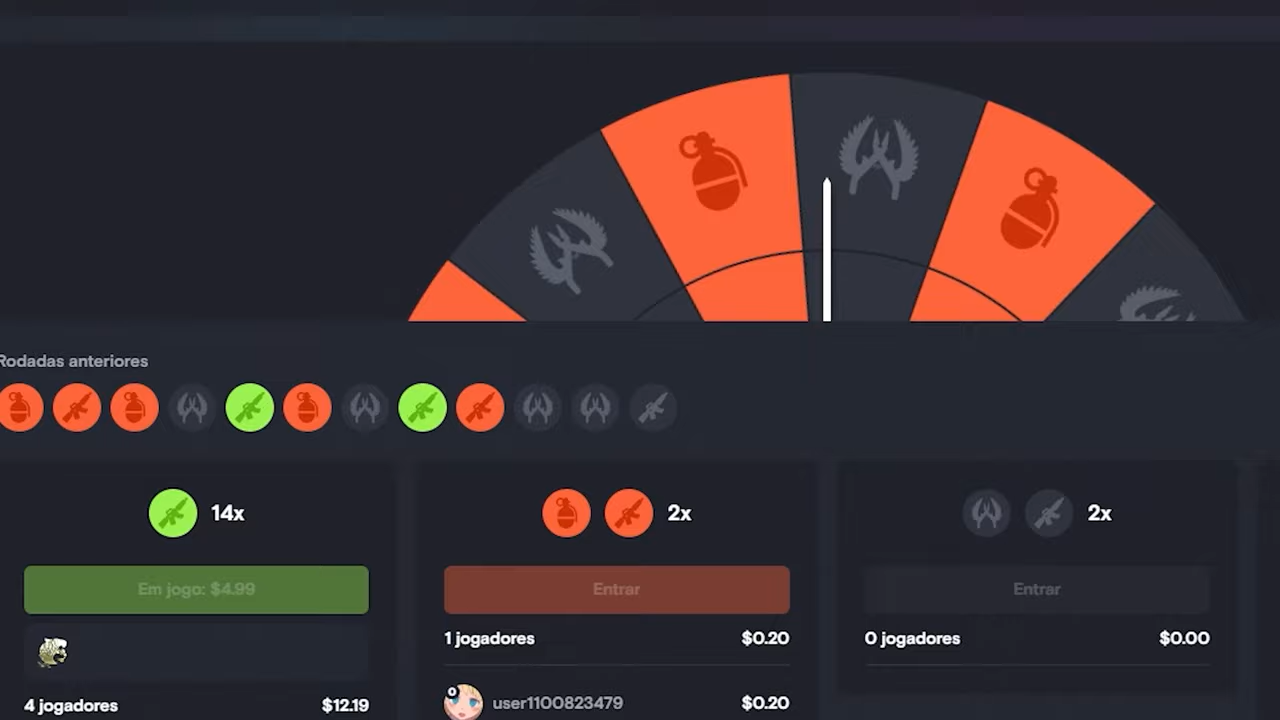 Rodadas anteriores
14x
2x
2x
Em jogo: $4.99
Entrar
Entrar
1 jogadores
$0.20
0 jogadores
$0.00
4 jogadores
$12.19
user1100823479
$0.20